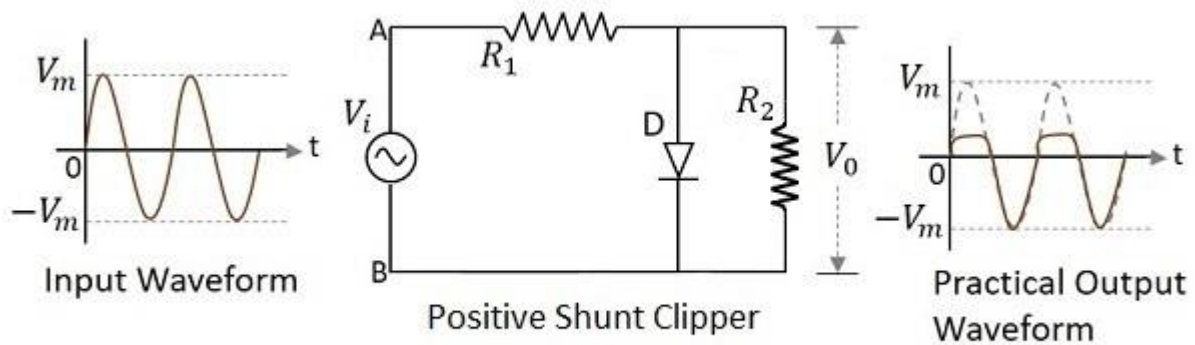 V_m
0
t
−V_m
Input Waveform
A
R_1
V_i
D
R_2
V_0
B
Positive Shunt Clipper
V_m
0
t
−V_m
Practical Output
Waveform